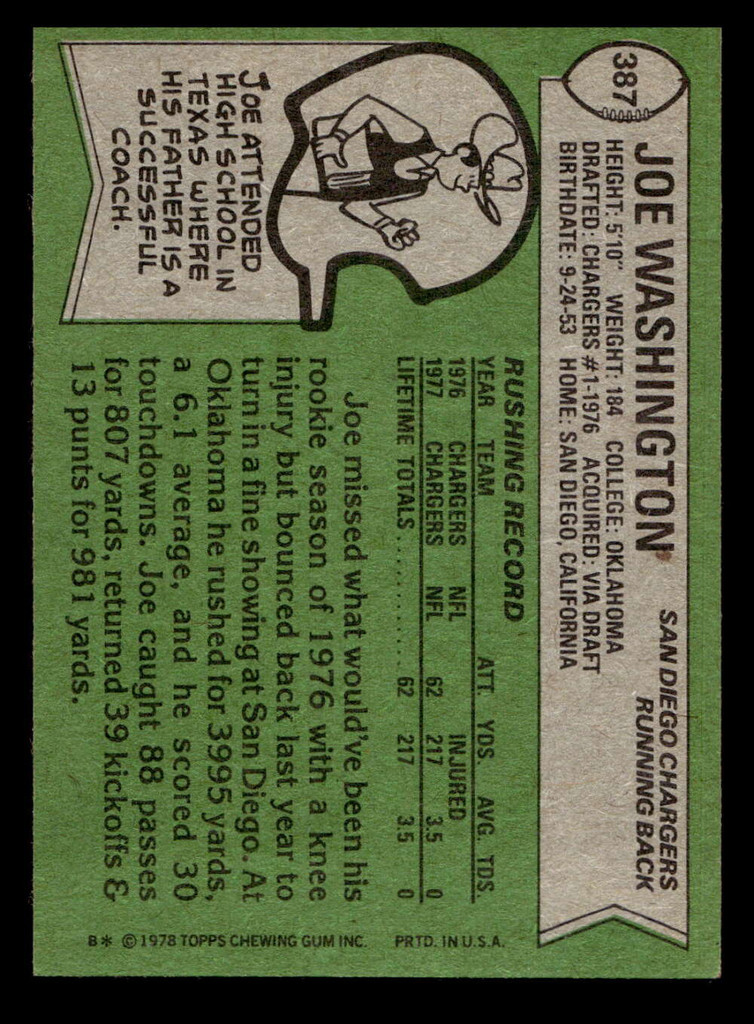 387
JOE WASHINGTON
SAN DIEGO CHARGERS
RUNNING BACK
HEIGHT: 5'10" WEIGHT: 184 COLLEGE: OKLAHOMA
DRAFTED: CHARGERS #1-1976 ACQUIRED: VIA DRAFT
BIRTHDATE: 9-24-53 HOME: SAN DIEGO, CALIFORNIA
JOE ATTENDED
HIGH SCHOOL IN
TEXAS WHERE
HIS FATHER IS A
SUCCESSFUL
COACH.
RUSHING RECORD
YEAR TEAM ATT. YDS. AVG. TDS.
1976 CHARGERS NFL INJURED
1977 CHARGERS NFL 62 217 3.5 0
LIFETIME TOTALS .............. 62 217 3.5 0
Joe missed what would've been his
rookie season of 1976 with a knee
injury but bounced back last year to
turn in a fine showing at San Diego. At
Oklahoma he rushed for 3995 yards,
a 6.1 average, and he scored 30
touchdowns. Joe caught 88 passes
for 807 yards, returned 39 kickoffs &
13 punts for 981 yards.
B* © 1978 TOPPS CHEWING GUM INC. PRTD. IN U.S.A.